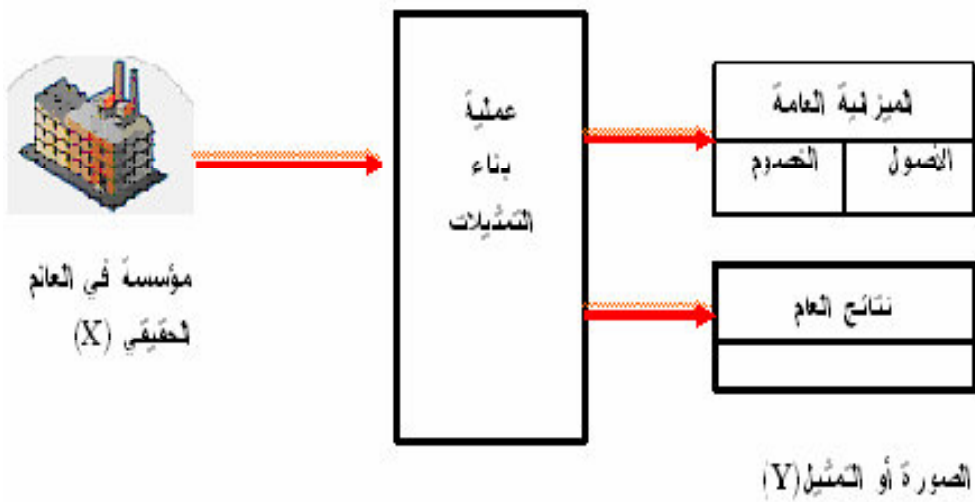 عملية
بناء
التمثيلات
الميزانية العامة
الأصول
الخصوم
نتائج العام
مؤسسة في العالم
الحقيقي (X)
الصورة أو التمثيل (Y)